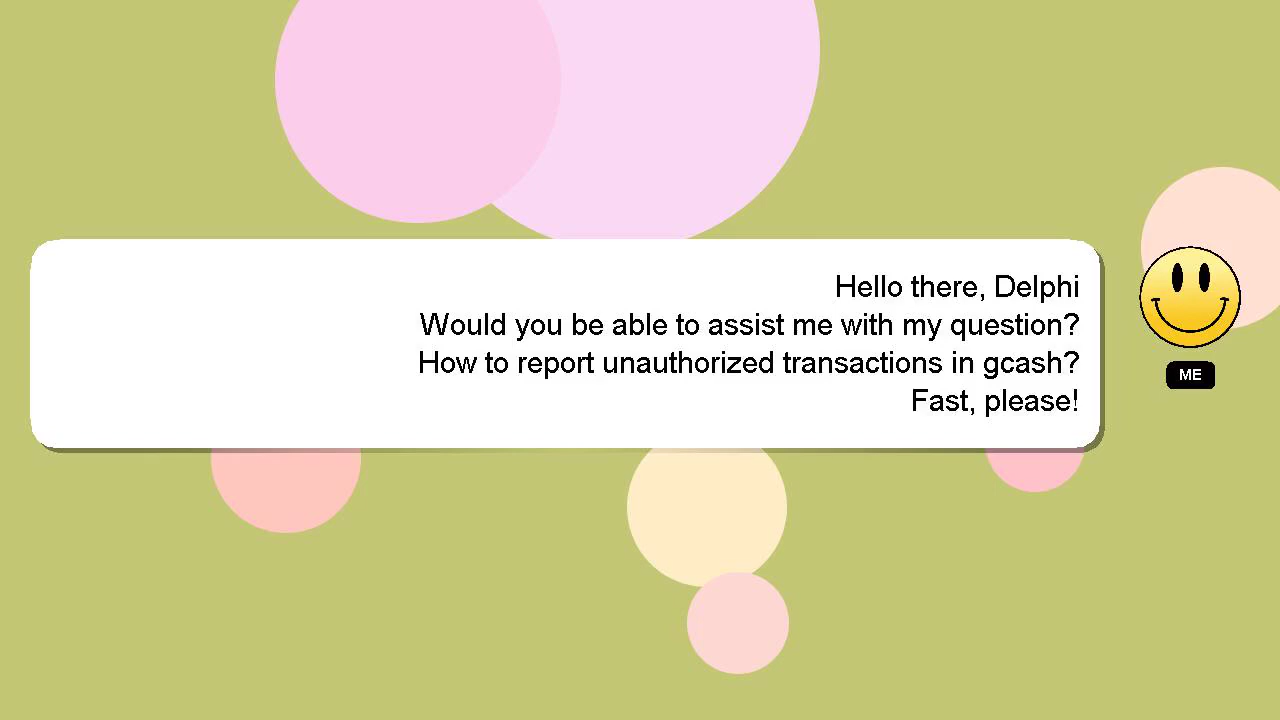 Hello there, Delphi
Would you be able to assist me with my question?
How to report unauthorized transactions in gcash?
Fast, please!
ME